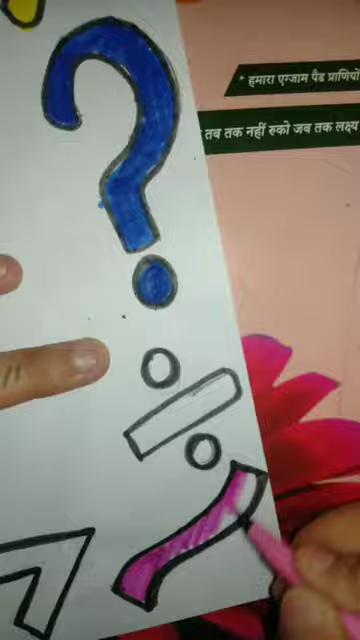 * हमारा एग्जाम पैड प्राणियों
तब तक नहीं रुको जब तक लक्ष्य
?